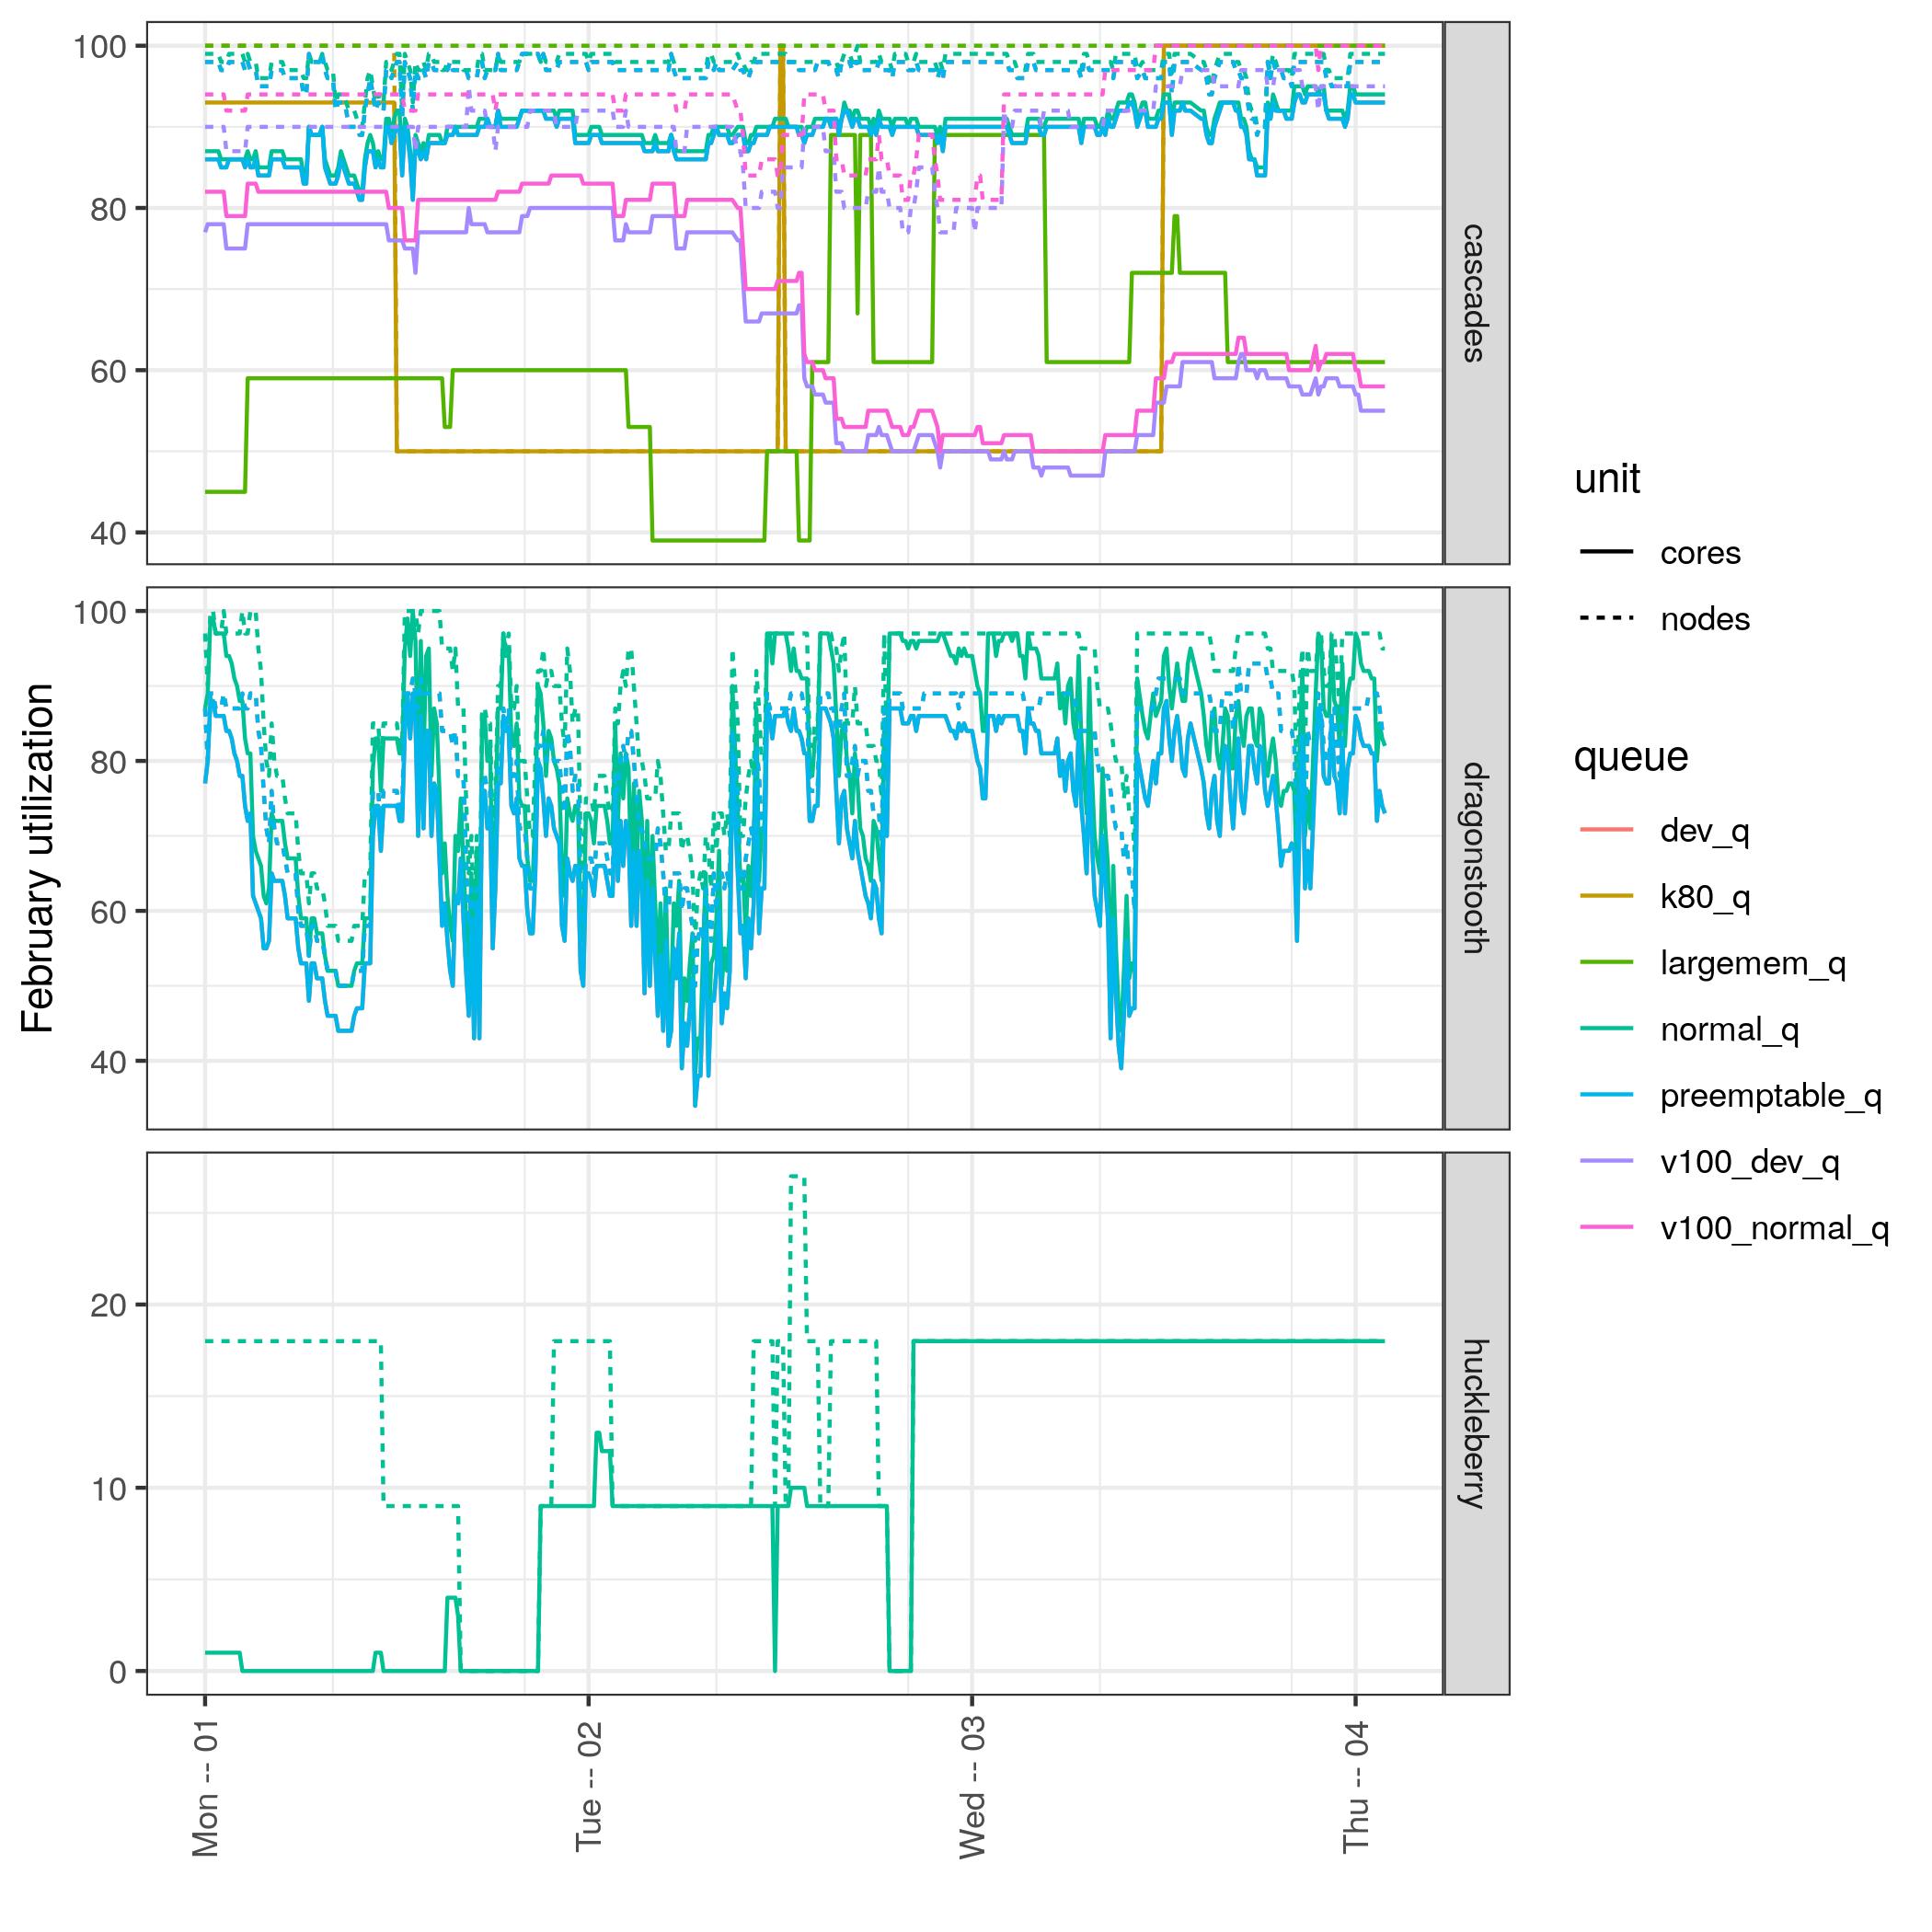 February utilization
100
80
60
40
cascades
100
80
60
40
dragonstooth
20
10
0
huckleberry
Mon -- 01
Tue -- 02
Wed -- 03
Thu -- 04
unit
cores
nodes
queue
dev_q
k80_q
largemem_q
normal_q
preemptable_q
v100_dev_q
v100_normal_q